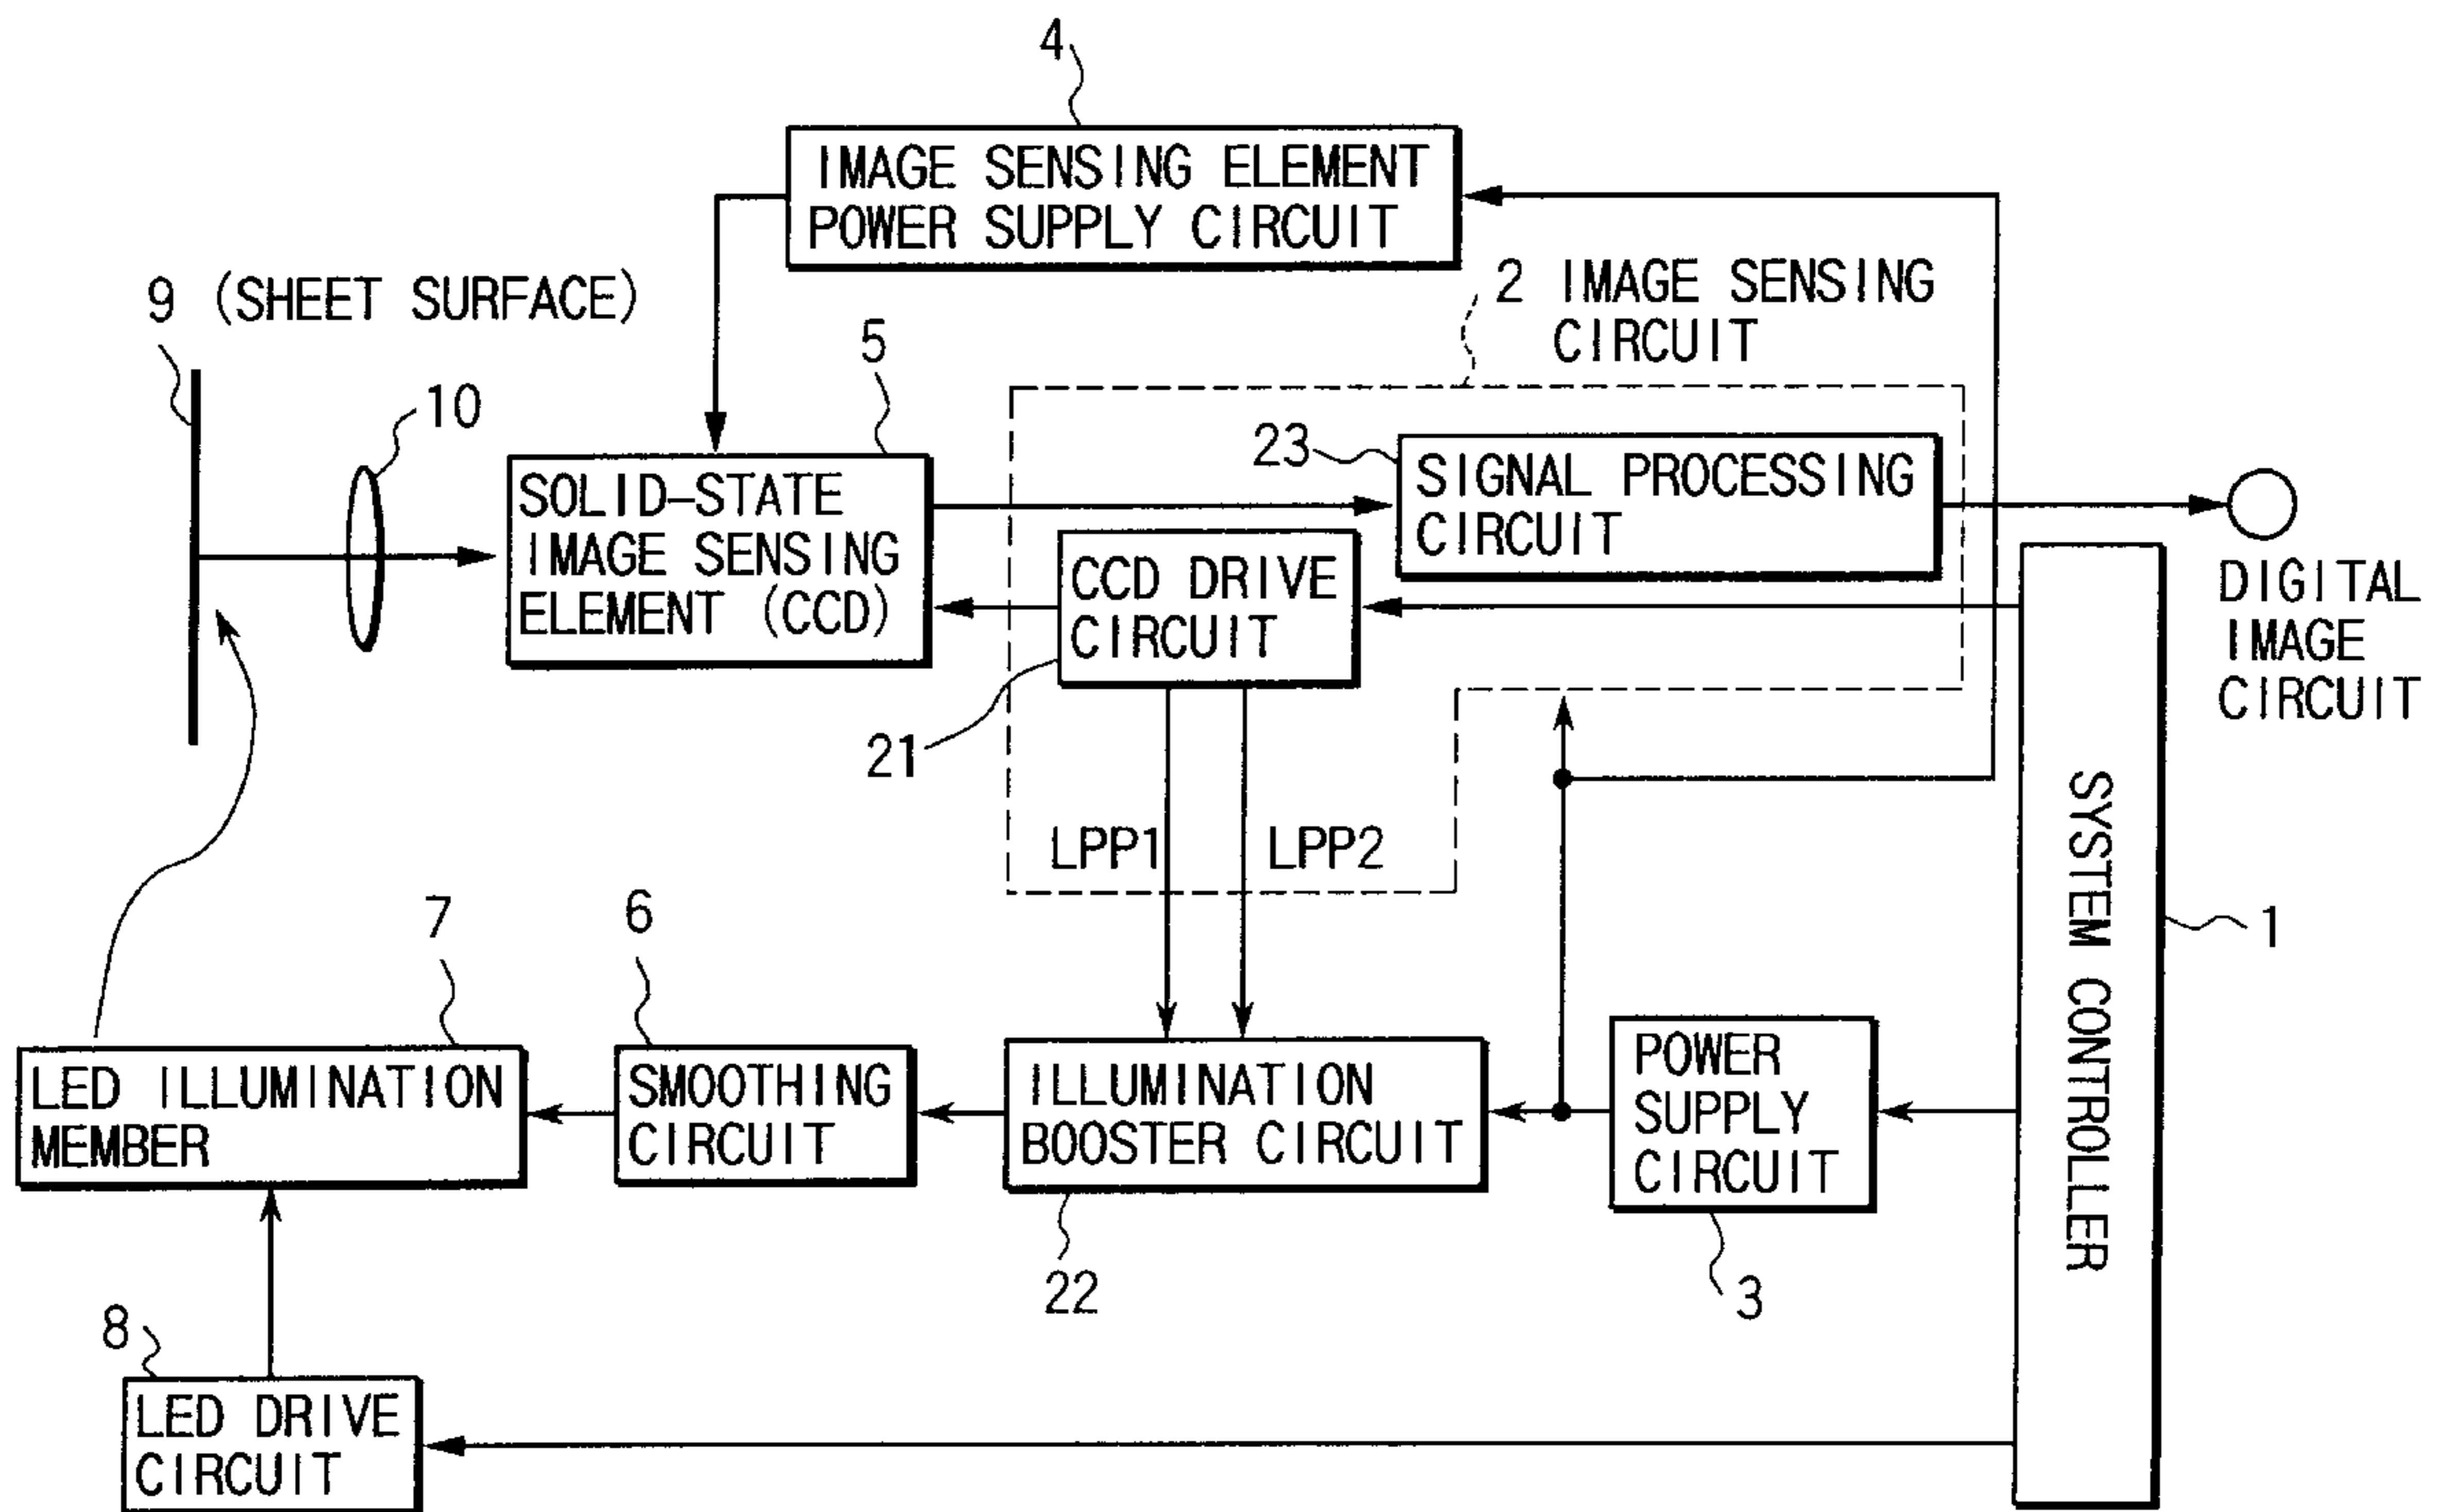 4
IMAGE SENSING ELEMENT
POWER SUPPLY CIRCUIT
9 (SHEET SURFACE)
2 IMAGE SENSING
CIRCUIT
5
10
23
SOLID-STATE
IMAGE SENSING
ELEMENT (CCD)
SIGNAL PROCESSING
CIRCUIT
CCD DRIVE
CIRCUIT
DIGITAL
IMAGE
CIRCUIT
21
LPP1
LPP2
SYSTEM CONTROLLER
1
7
6
LED ILLUMINATION
MEMBER
SMOOTHING
CIRCUIT
ILLUMINATION
BOOSTER CIRCUIT
POWER
SUPPLY
CIRCUIT
22
3
8
LED DRIVE
CIRCUIT